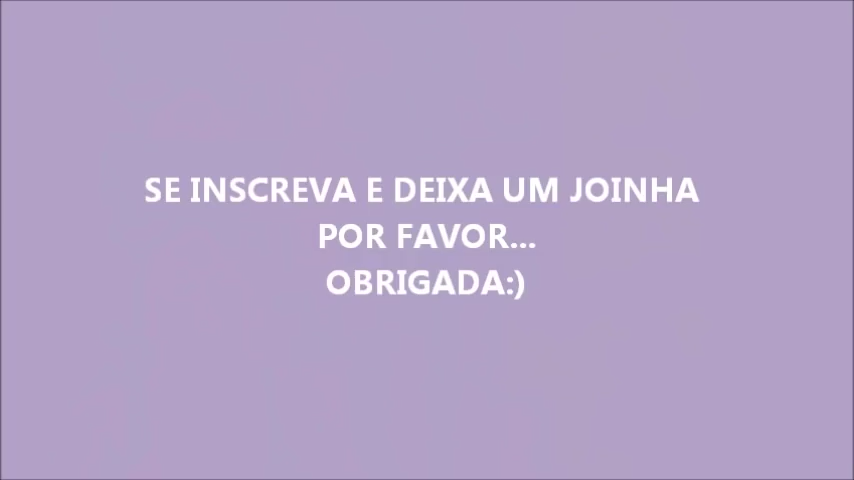 SE INSCREVA E DEIXA UM JOINHA
POR FAVOR...
OBRIGADA:)